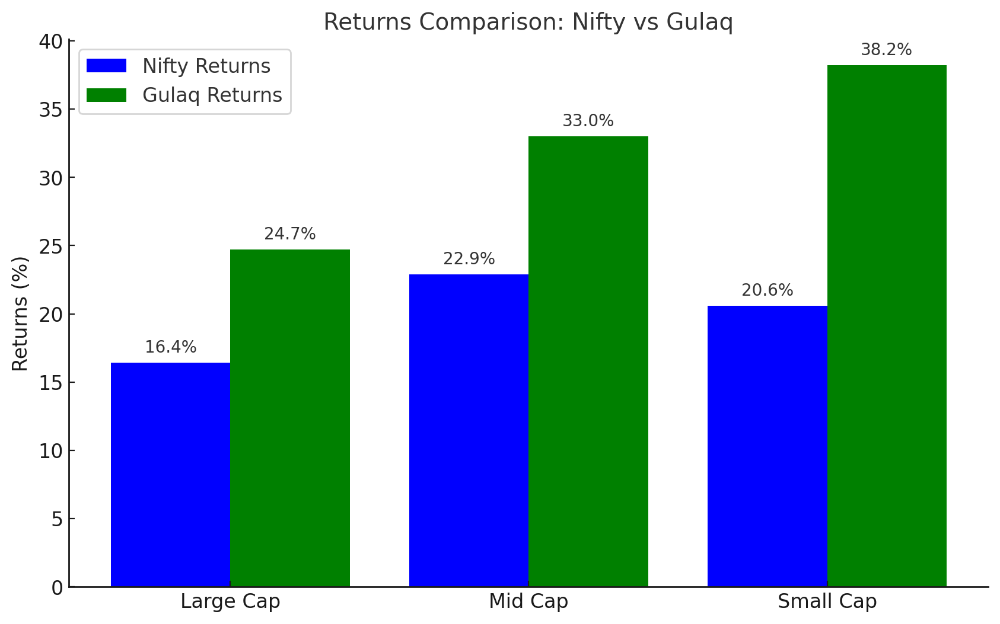 Returns Comparison: Nifty vs Gulaq
Nifty Returns
Gulaq Returns
Returns (%)
40
35
30
25
20
15
10
5
0
16.4%
24.7%
22.9%
33.0%
20.6%
38.2%
Large Cap
Mid Cap
Small Cap